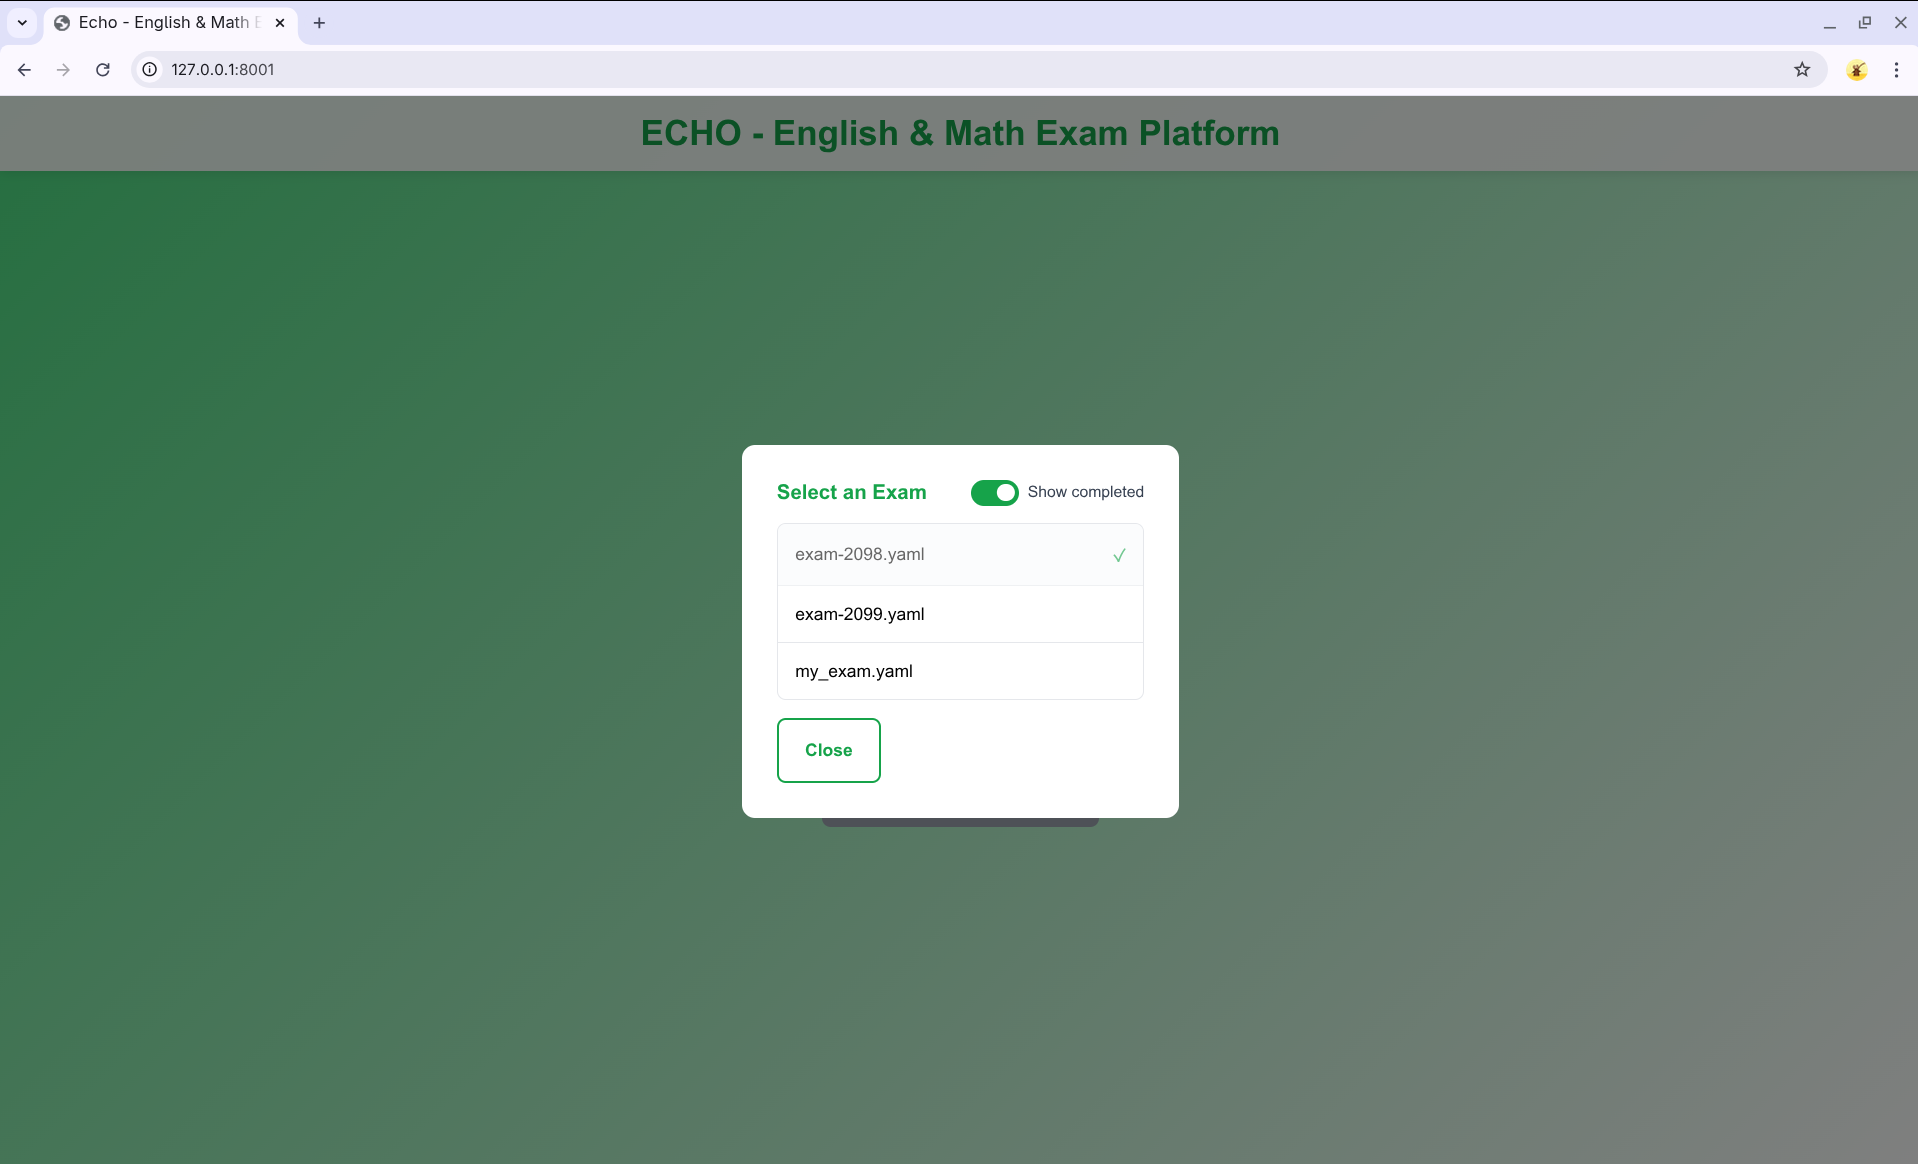 Echo - English & Math E
127.0.0.1:8001
ECHO - English & Math Exam Platform
Select an Exam
Show completed
exam-2098.yaml
exam-2099.yaml
my_exam.yaml
Close